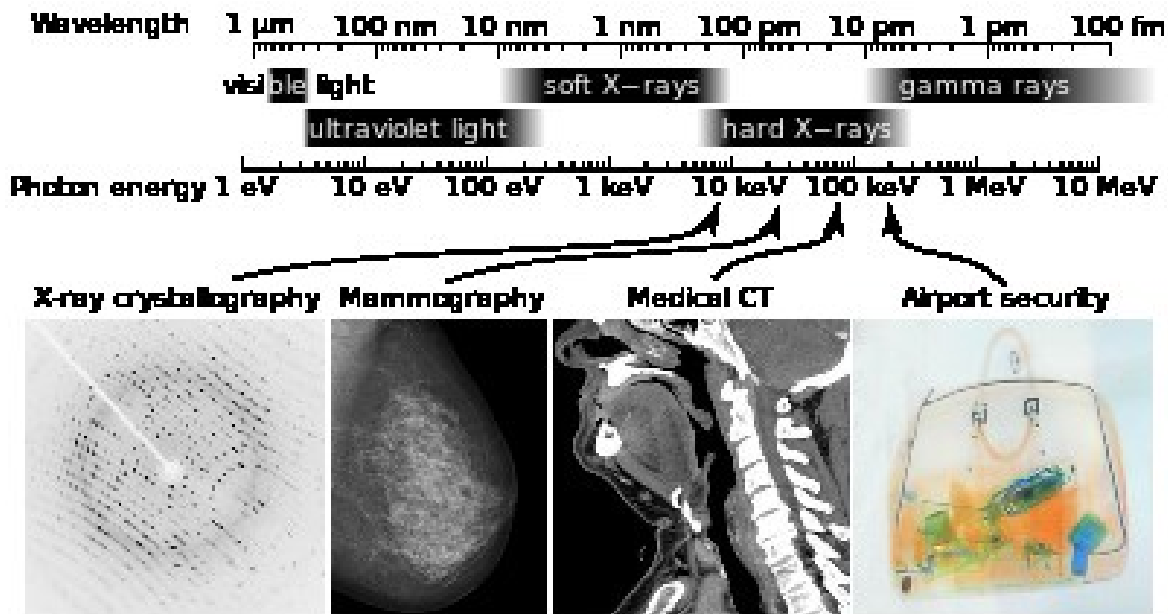 Wavelength 1 μm 100 nm 10 nm 1 nm 100 pm 10 pm 1 pm 100 fm
visible light soft X−rays gamma rays
ultraviolet light hard X−rays
Photon energy 1 eV 10 eV 100 eV 1 keV 10 keV 100 keV 1 MeV 10 MeV
X-ray crystallography Mammography Medical CT Airport security